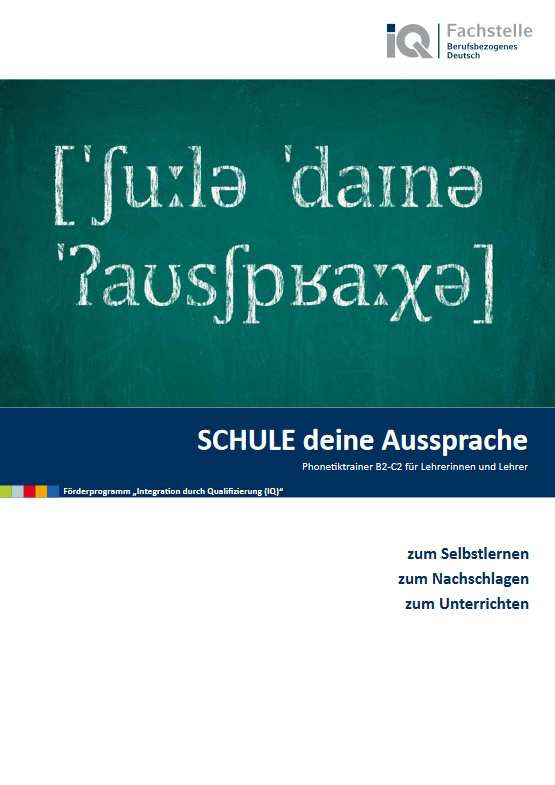 iQ Fachstelle
Berufsbezogenes
Deutsch
[ˈʃuːlə ˈdaɪnə
ˈʔaʊsʃpʁaːχə]
SCHULE deine Aussprache
Phonetiktrainer B2-C2 für Lehrerinnen und Lehrer
Förderprogramm „Integration durch Qualifizierung (IQ)“
zum Selbstlernen
zum Nachschlagen
zum Unterrichten